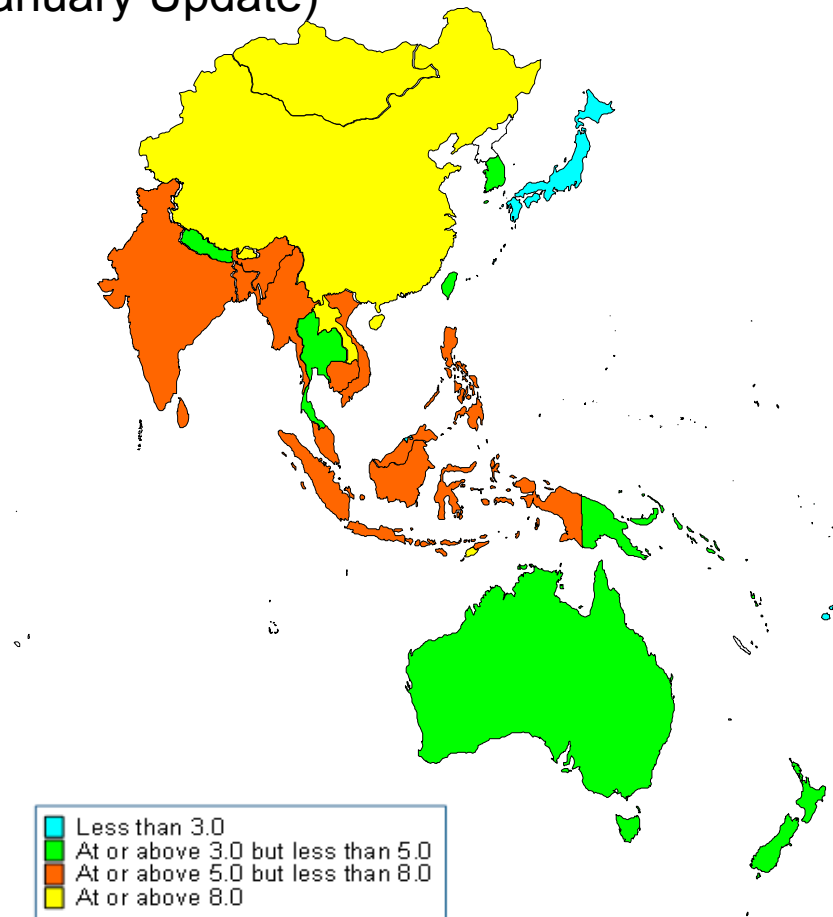 anuary Update)
Less than 3.0
At or above 3.0 but less than 5.0
At or above 5.0 but less than 8.0
At or above 8.0